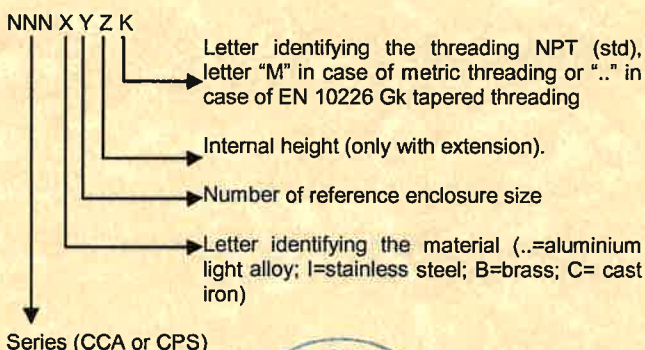 NNN X Y Z K
Letter identifying the threading NPT (std),
letter “M” in case of metric threading or “..” in
case of EN 10226 Gk tapered threading
Internal height (only with extension).
Number of reference enclosure size
Letter identifying the material (..=aluminium
light alloy; I=stainless steel; B=brass; C= cast
iron)
Series (CCA or CPS)